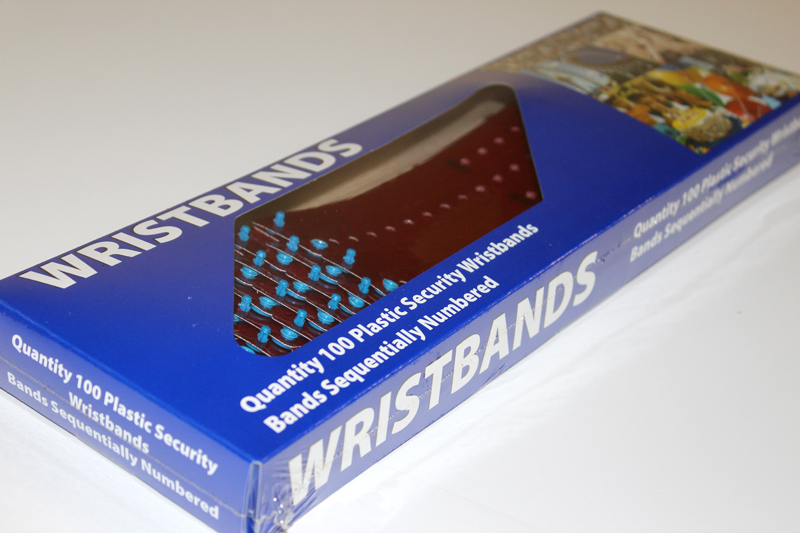 WRISTBANDS
Quantity 100 Plastic Security Wristbands
Bands Sequentially Numbered
Quantity 100 Plastic Security
Wristbands
Bands Sequentially Numbered
WRISTBANDS
Quantity 100 Plastic Security
Bands Sequentially Numbered